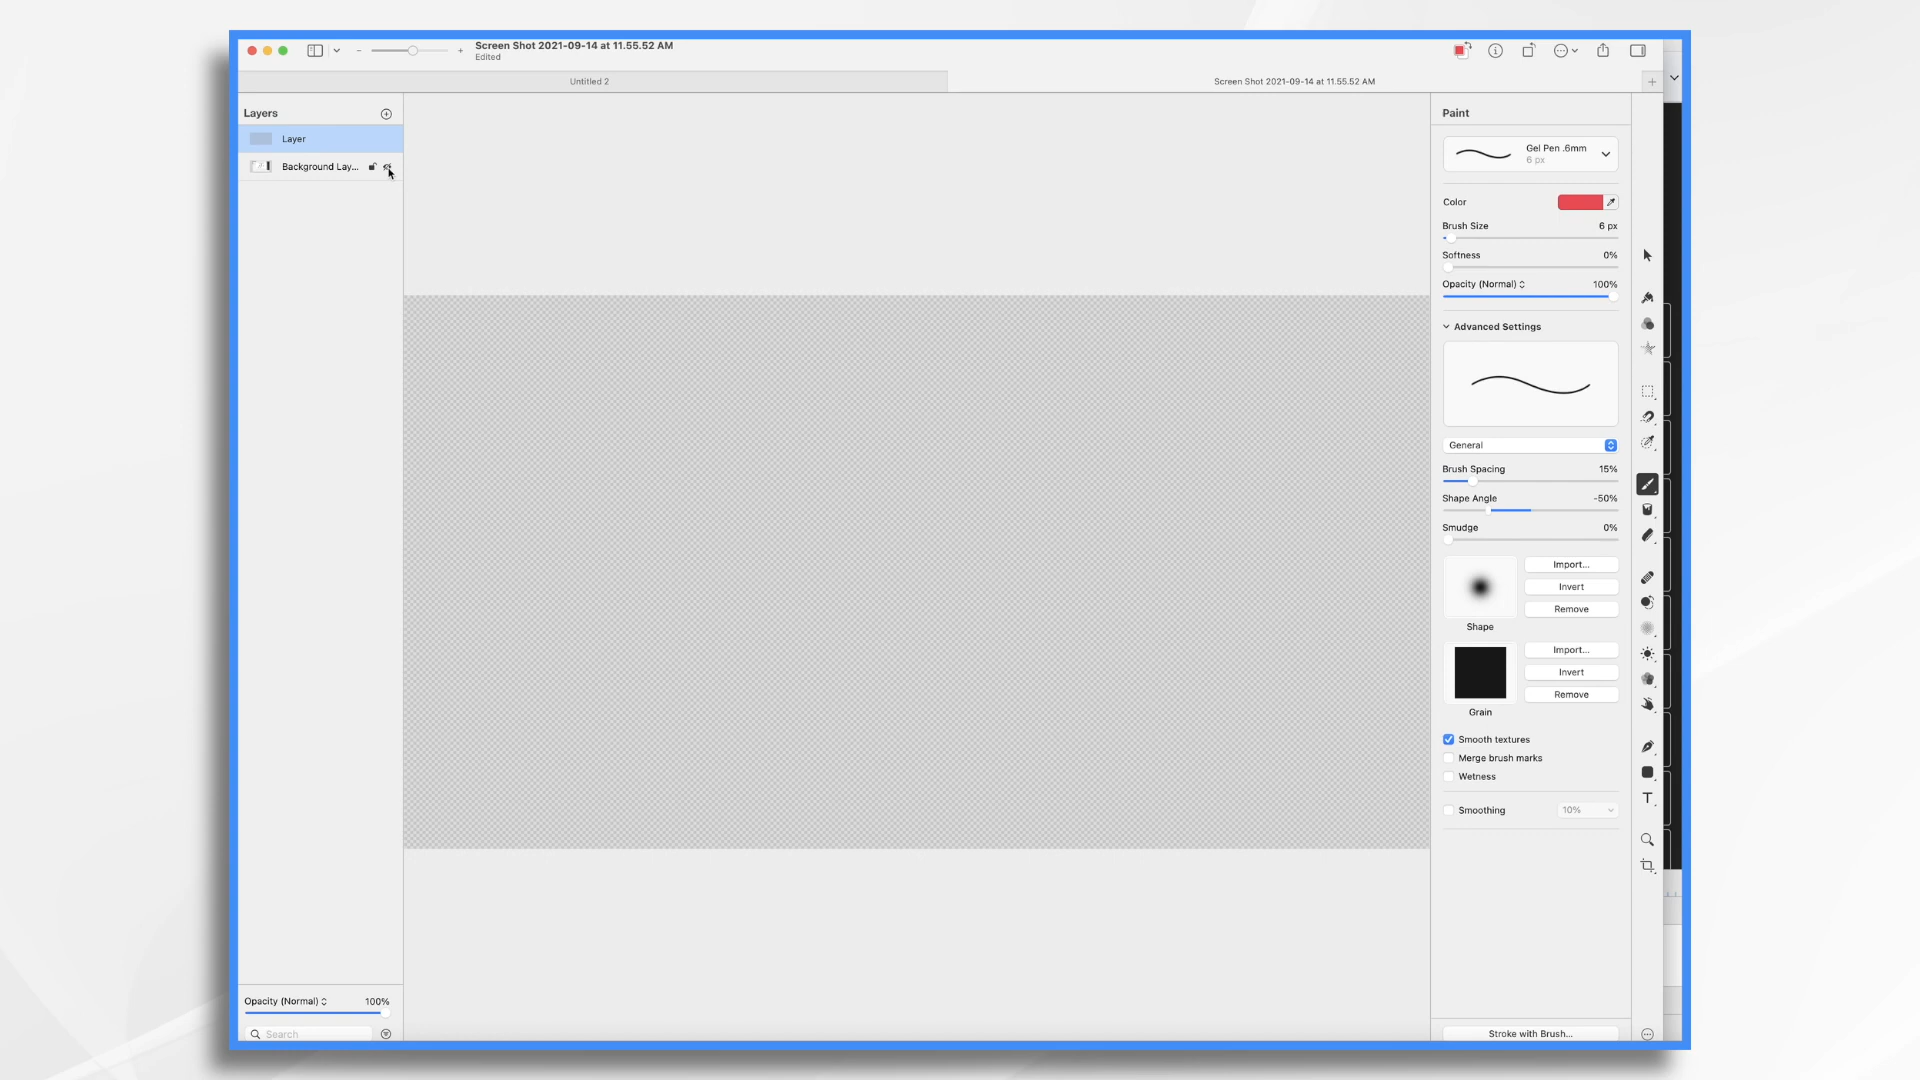 Screen Shot 2021-09-14 at 11.55.52 AM
Edited
Untitled 2
Screen Shot 2021-09-14 at 11.55.52 AM
Layers
Layer
Background Lay...
Opacity (Normal) 100%
Search
Paint
Gel Pen .6mm
6 px
Color
Brush Size 6 px
Softness 0%
Opacity (Normal) 100%
Advanced Settings
General
Brush Spacing 15%
Shape Angle -50%
Smudge 0%
Import...
Invert
Remove
Shape
Import...
Invert
Remove
Grain
Smooth textures
Merge brush marks
Wetness
Smoothing 10%
Stroke with Brush...